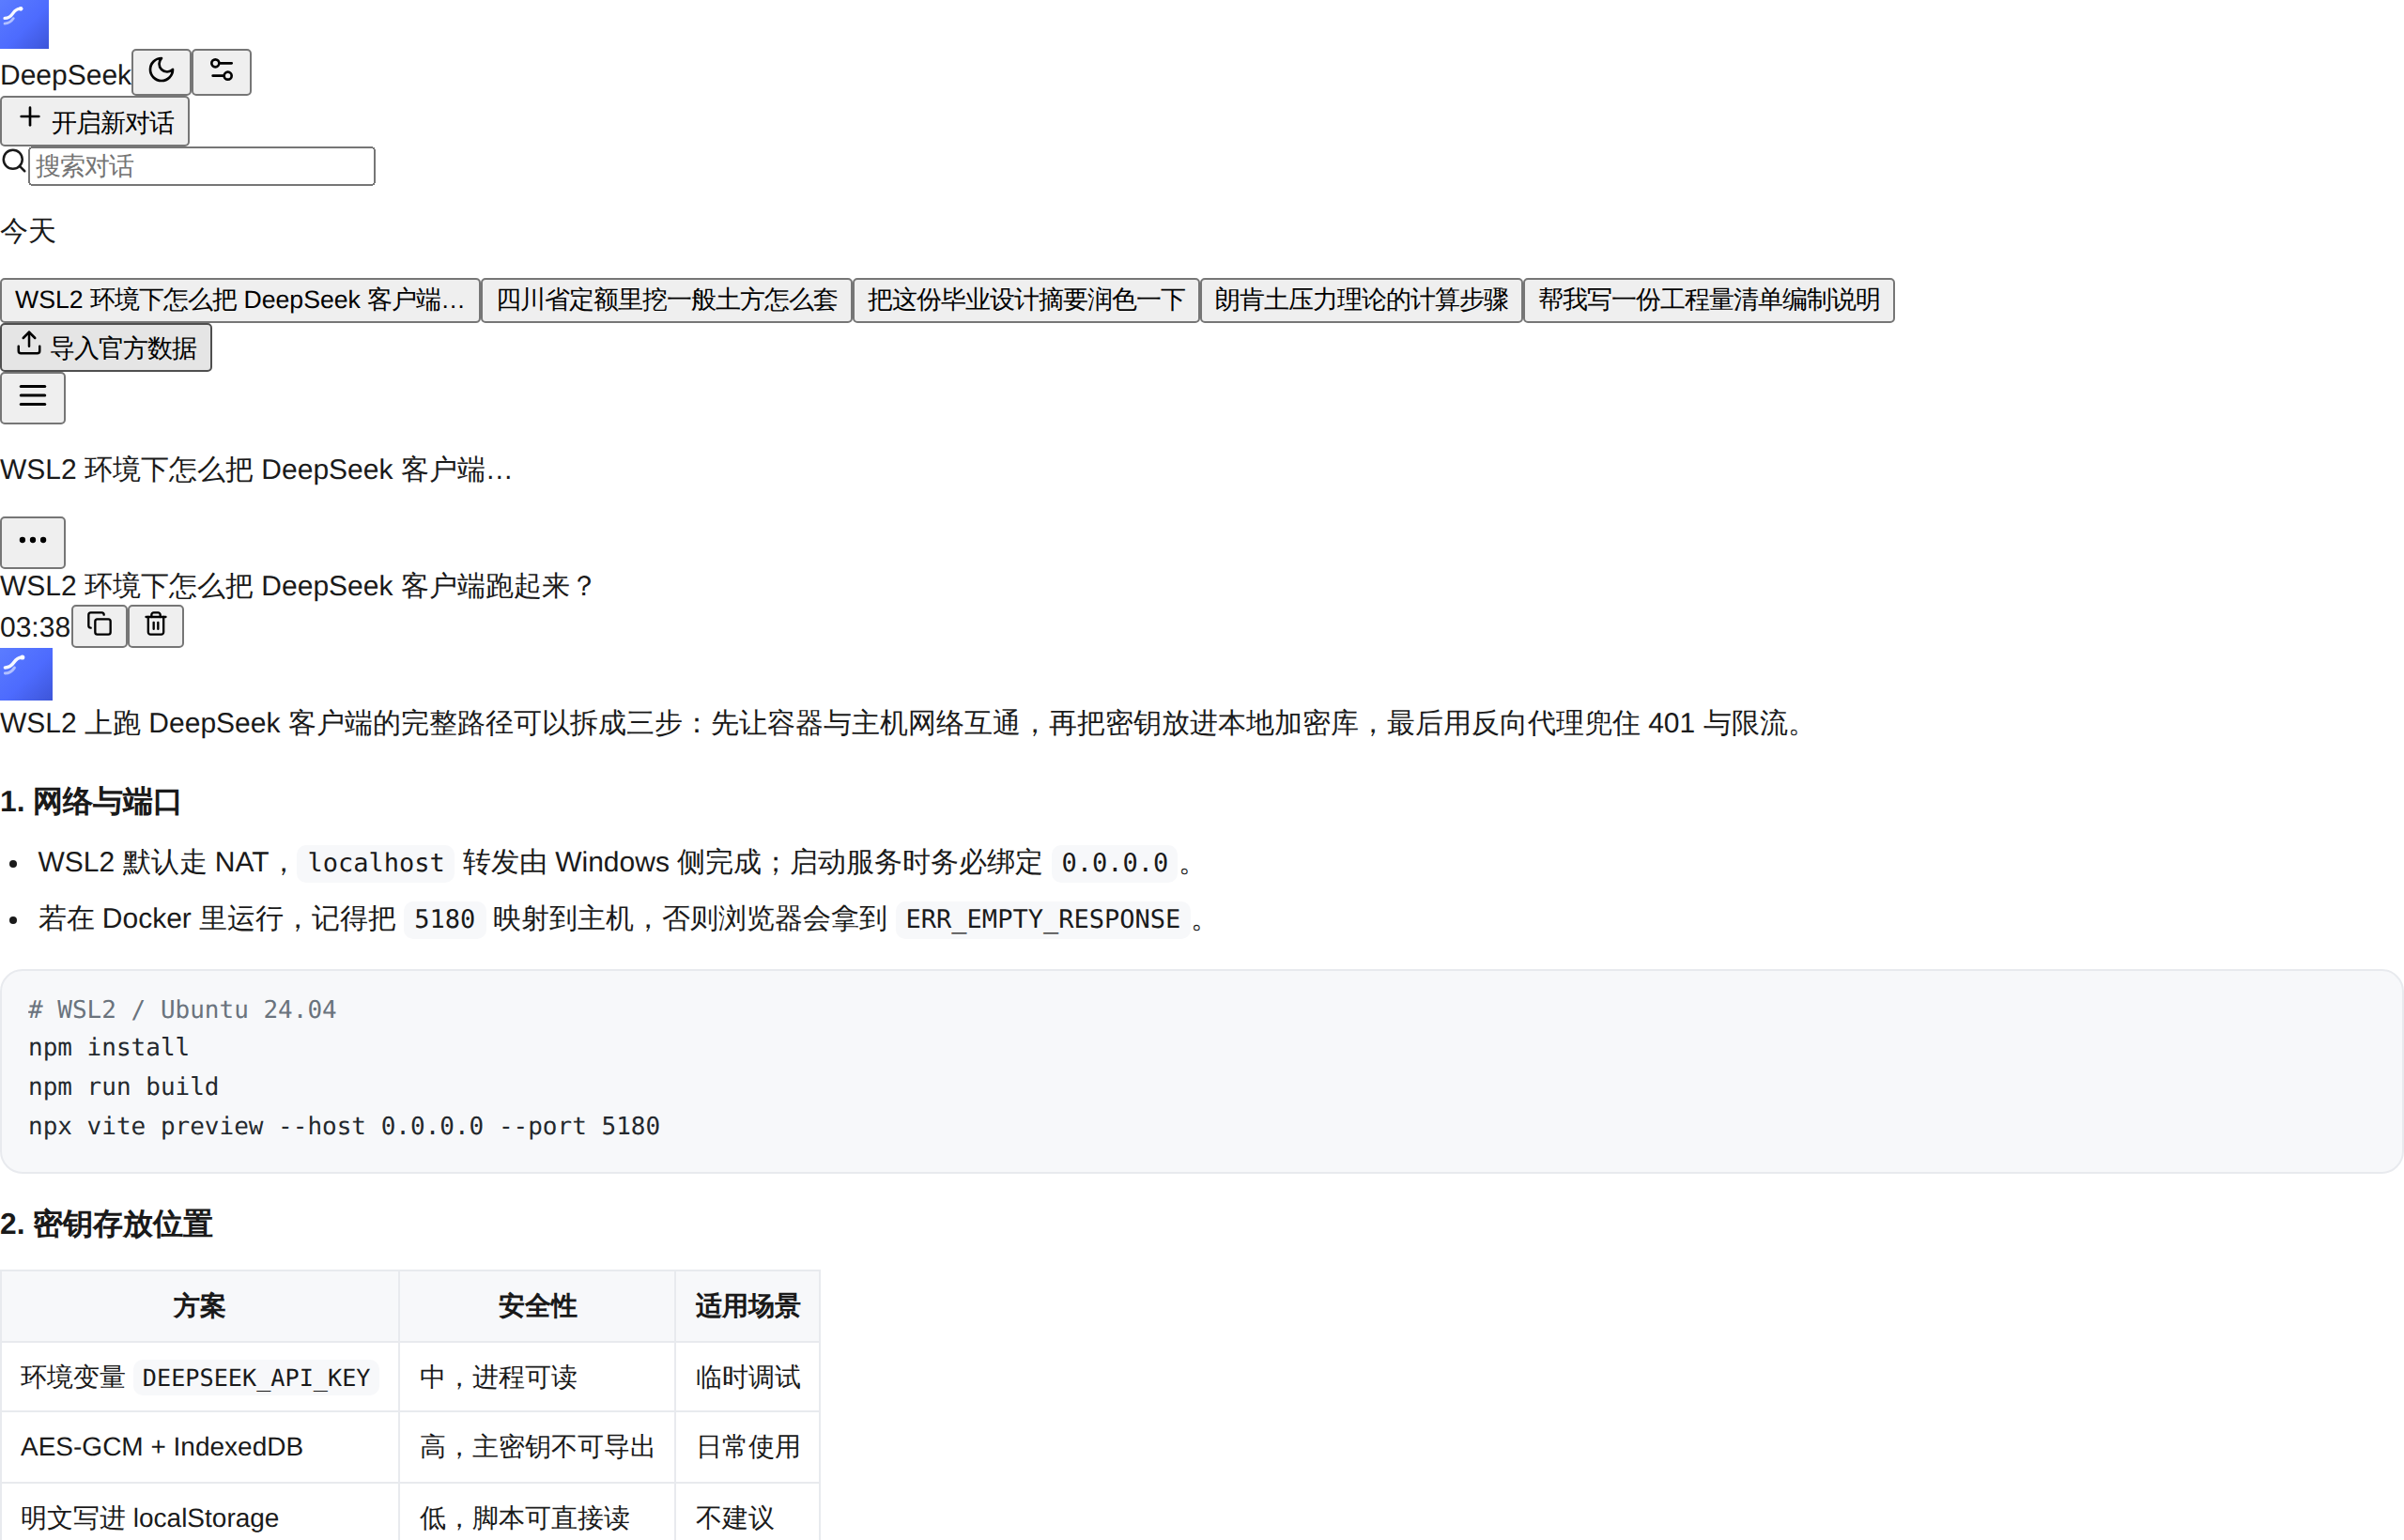 DeepSeek
开启新对话
搜索对话
今天
WSL2 环境下怎么把 DeepSeek 客户端… 四川省定额里挖一般土方怎么套 把这份毕业设计摘要润色一下 朗肯土压力理论的计算步骤 帮我写一份工程量清单编制说明
导入官方数据
WSL2 环境下怎么把 DeepSeek 客户端…
WSL2 环境下怎么把 DeepSeek 客户端跑起来？
03:38
WSL2 上跑 DeepSeek 客户端的完整路径可以拆成三步：先让容器与主机网络互通，再把密钥放进本地加密库，最后用反向代理兜住 401 与限流。
1. 网络与端口
• WSL2 默认走 NAT，localhost 转发由 Windows 侧完成；启动服务时务必绑定 0.0.0.0。
• 若在 Docker 里运行，记得把 5180 映射到主机，否则浏览器会拿到 ERR_EMPTY_RESPONSE。
# WSL2 / Ubuntu 24.04
npm install
npm run build
npx vite preview --host 0.0.0.0 --port 5180
2. 密钥存放位置
方案 安全性 适用场景
环境变量 DEEPSEEK_API_KEY 中，进程可读 临时调试
AES-GCM + IndexedDB 高，主密钥不可导出 日常使用
明文写进 localStorage 低，脚本可直接读 不建议